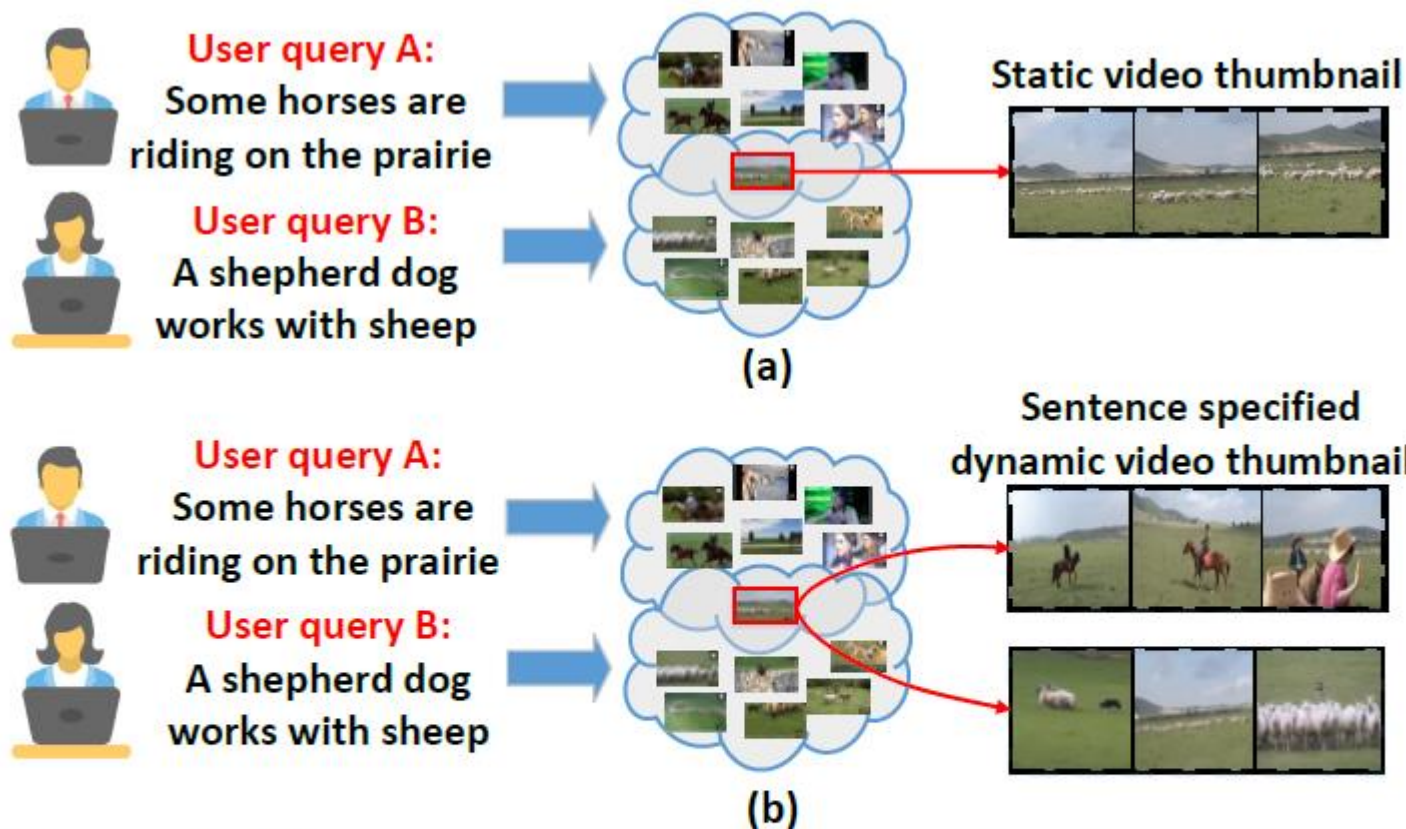 User query A:
Some horses are
riding on the prairie
User query B:
A shepherd dog
works with sheep
Static video thumbnail
(a)
User query A:
Some horses are
riding on the prairie
User query B:
A shepherd dog
works with sheep
Sentence specified
dynamic video thumbnail
(b)